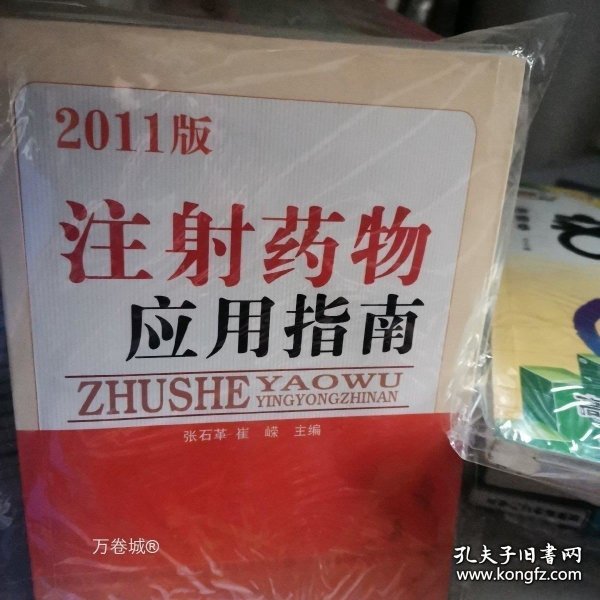 2011版
注射药物
应用指南
ZHUSHE YAOWU
YINGYONGZHINAN
张石革 崔 嵘 主编
万卷城®
孔夫子旧书网
www.kongfz.com